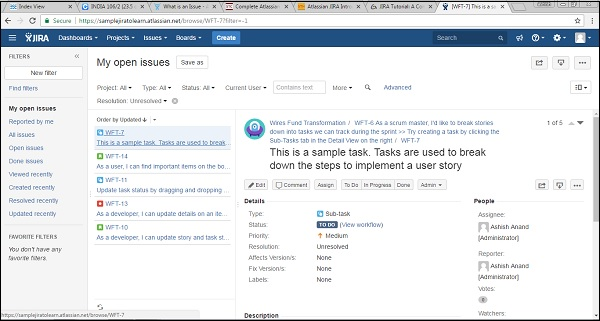 Index View
INDIA 106/2 (23.5
What is an Issue -
Complete Atlassian
Atlassian JIRA Intro
JIRA Tutorial: A Co
[WFT-7] This is a s
Secure | https://samplejiratolearn.atlassian.net/browse/WFT-7?filter=-1
JIRA Dashboards Projects Issues Boards Create Search
FILTERS
New filter
Find filters
My open issues
Reported by me
All issues
Open issues
Done issues
Viewed recently
Created recently
Resolved recently
Updated recently
FAVORITE FILTERS
You don't have any
favorite filters.
My open issues Save as
Project: All Type: All Status: All Current User Contains text More Advanced
Resolution: Unresolved
Order by Updated
WFT-7
This is a sample task. Tasks are used to break...
WFT-14
As a user, I can find important items on the bo...
WFT-11
Update task status by dragging and dropping ...
WFT-13
As a developer, I can update details on an ite...
WFT-10
As a developer, I can update story and task st...
Wires Fund Transformation / WFT-6 As a scrum master, I'd like to break stories
down into tasks we can track during the sprint >> Try creating a task by clicking the
Sub-Tasks tab in the Detail View on the right / WFT-7
1 of 5
This is a sample task. Tasks are used to break
down the steps to implement a user story
Edit Comment Assign To Do In Progress Done Admin
Details
Type: Sub-task
Status: TO DO (View workflow)
Priority: Medium
Resolution: Unresolved
Affects Version/s: None
Fix Version/s: None
Labels: None
Description
People
Assignee:
Ashish Anand
[Administrator]
Reporter:
Ashish Anand
[Administrator]
Votes:
0
Watchers:
https://samplejiratolearn.atlassian.net/browse/WFT-7